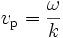 v_p = ω/k